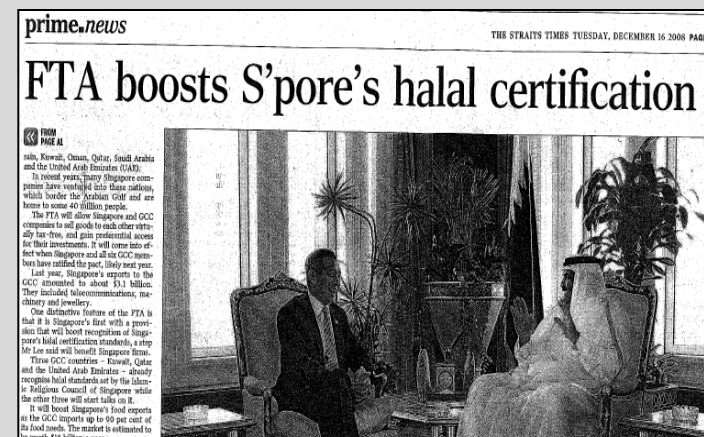 prime.news
THE STRAITS TIMES TUESDAY, DECEMBER 16 2008 PAG
FTA boosts S'pore's halal certification
FROM
PAGE A1
rain, Kuwait, Oman, Qatar, Saudi Arabia
and the United Arab Emirates (UAE).
In recent years, many Singapore com-
panies have ventured into these nations,
which border the Arabian Gulf and are
home to some 40 million people.
The FTA will allow Singapore and GCC
companies to sell goods to each other virtu-
ally tax-free, and gain preferential access
for their investments. It will come into ef-
fect when Singapore and all six GCC mem-
bers have ratified the pact, likely next year.
Last year, Singapore's exports to the
GCC amounted to about $3.1 billion.
They included telecommunications, ma-
chinery and jewellery.
One distinctive feature of the FTA is
that it is Singapore's first with a provi-
sion that will boost recognition of Singa-
pore's halal certification standards, a step
Mr Lee said will benefit Singapore firms.
Three GCC countries – Kuwait, Qatar
and the United Arab Emirates – already
recognise halal standards set by the Islam-
ic Religious Council of Singapore while
the other three will start talks on it.
It will boost Singapore's food exports
as the GCC imports up to 90 per cent of
its food needs. The market is estimated to